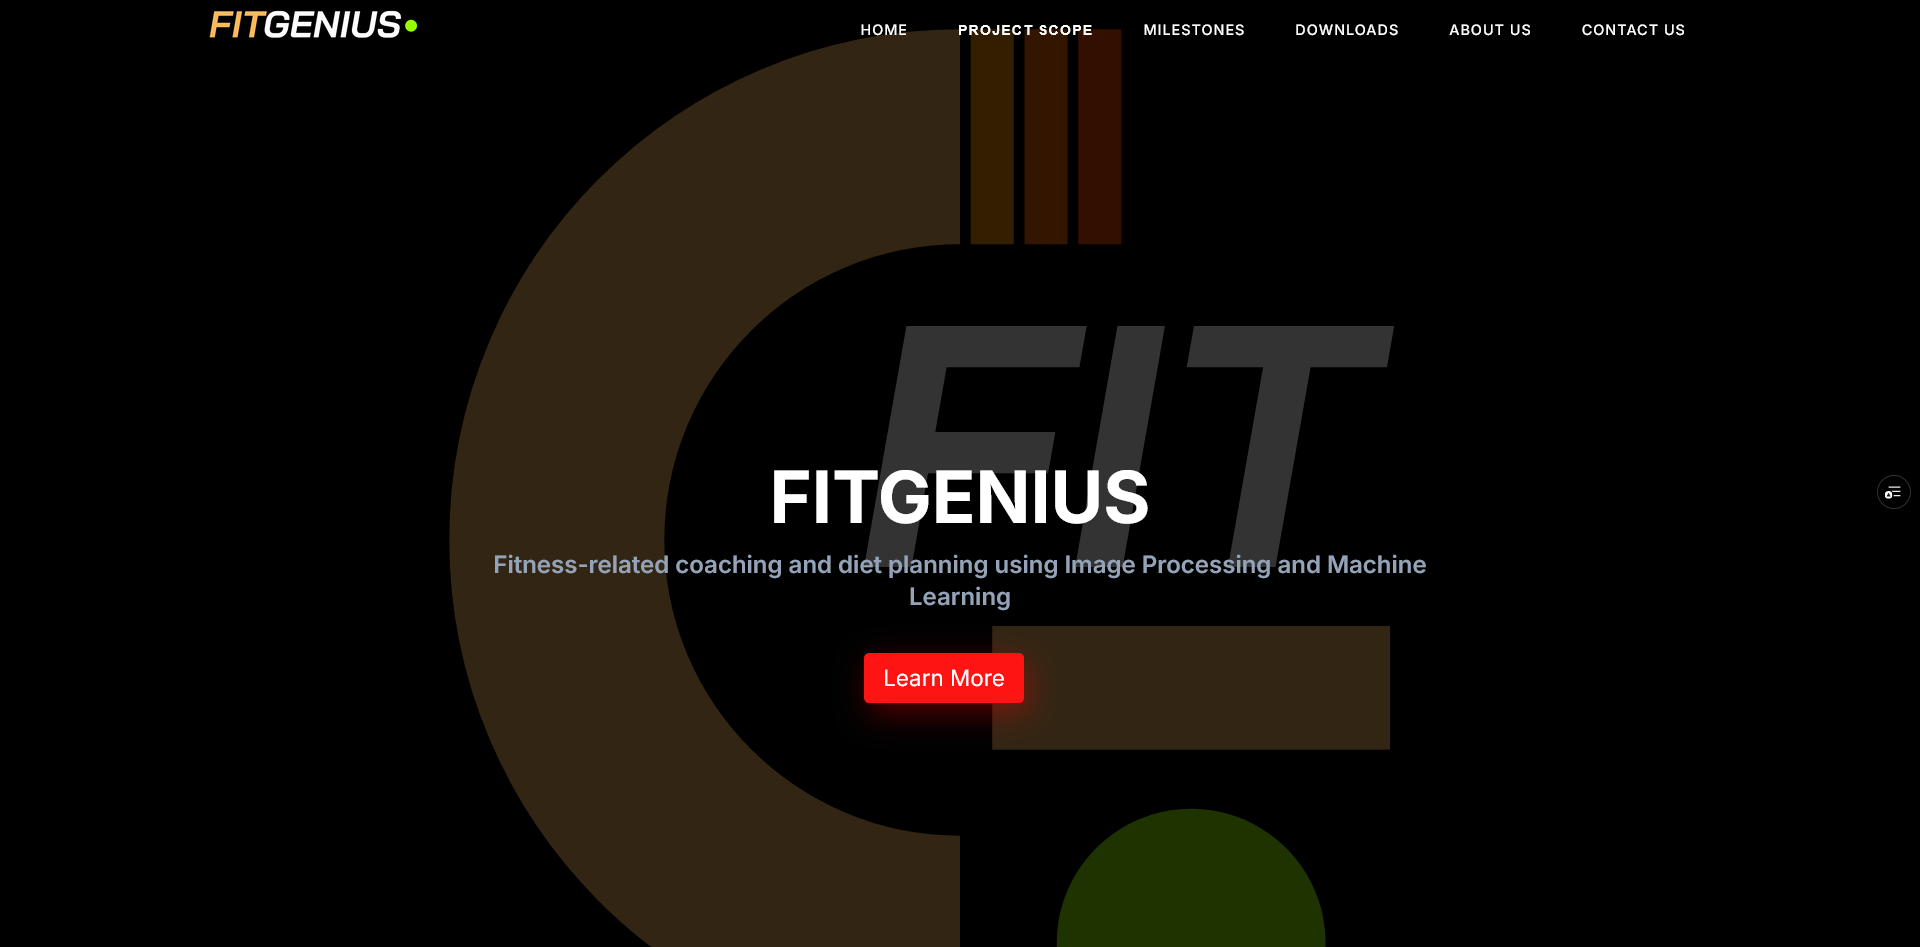 FITGENIUS
HOME PROJECT SCOPE MILESTONES DOWNLOADS ABOUT US CONTACT US
FIT
FITGENIUS
Fitness-related coaching and diet planning using Image Processing and Machine
Learning
Learn More